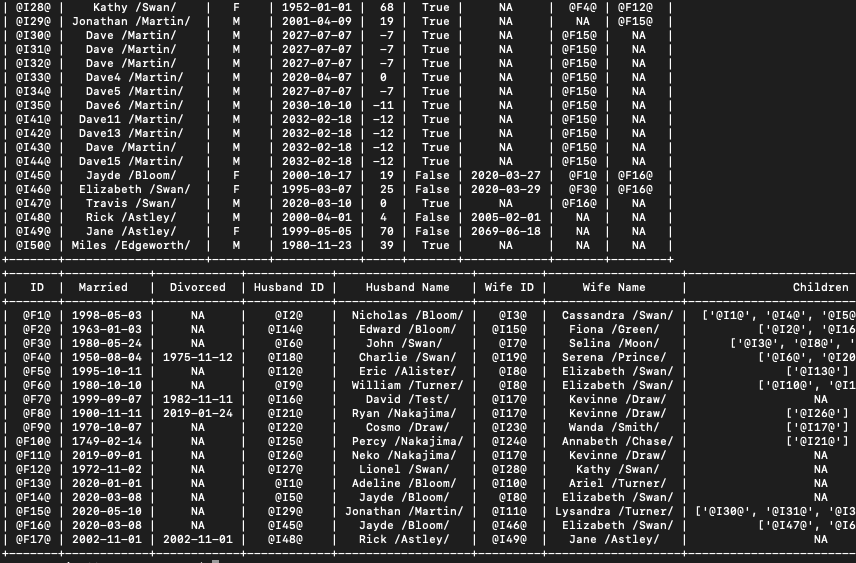 | @I28@ | Kathy /Swan/ | F | 1952-01-01 | 68 | True | NA | @F4@ | @F12@ |
| @I29@ | Jonathan /Martin/ | M | 2001-04-09 | 19 | True | NA | NA | @F15@ |
| @I30@ | Dave /Martin/ | M | 2027-07-07 | -7 | True | NA | @F15@ | NA |
| @I31@ | Dave /Martin/ | M | 2027-07-07 | -7 | True | NA | @F15@ | NA |
| @I32@ | Dave /Martin/ | M | 2027-07-07 | -7 | True | NA | @F15@ | NA |
| @I33@ | Dave4 /Martin/ | M | 2020-04-07 | 0 | True | NA | @F15@ | NA |
| @I34@ | Dave5 /Martin/ | M | 2027-07-07 | -7 | True | NA | @F15@ | NA |
| @I35@ | Dave6 /Martin/ | M | 2030-10-10 | -11 | True | NA | @F15@ | NA |
| @I41@ | Dave11 /Martin/ | M | 2032-02-18 | -12 | True | NA | @F15@ | NA |
| @I42@ | Dave13 /Martin/ | M | 2032-02-18 | -12 | True | NA | @F15@ | NA |
| @I43@ | Dave /Martin/ | M | 2032-02-18 | -12 | True | NA | @F15@ | NA |
| @I44@ | Dave15 /Martin/ | M | 2032-02-18 | -12 | True | NA | @F15@ | NA |
| @I45@ | Jayde /Bloom/ | F | 2000-10-17 | 19 | False | 2020-03-27 | @F1@ | @F16@ |
| @I46@ | Elizabeth /Swan/ | F | 1995-03-07 | 25 | False | 2020-03-29 | @F3@ | @F16@ |
| @I47@ | Travis /Swan/ | M | 2020-03-10 | 0 | True | NA | @F16@ | NA |
| @I48@ | Rick /Astley/ | M | 2000-04-01 | 4 | False | 2005-02-01 | NA | NA |
| @I49@ | Jane /Astley/ | F | 1999-05-05 | 70 | False | 2069-06-18 | NA | NA |
| @I50@ | Miles /Edgeworth/ | M | 1980-11-23 | 39 | True | NA | NA | NA |
| ID | Married | Divorced | Husband ID | Husband Name | Wife ID | Wife Name | Children
| @F1@ | 1998-05-03 | NA | @I2@ | Nicholas /Bloom/ | @I3@ | Cassandra /Swan/ | ['@I1@', '@I4@', '@I5@
| @F2@ | 1963-01-03 | NA | @I14@ | Edward /Bloom/ | @I15@ | Fiona /Green/ | ['@I2@', '@I16
| @F3@ | 1980-05-24 | NA | @I6@ | John /Swan/ | @I7@ | Selina /Moon/ | ['@I3@', '@I8@', '
| @F4@ | 1950-08-04 | 1975-11-12 | @I18@ | Charlie /Swan/ | @I19@ | Serena /Prince/ | ['@I6@', '@I20
| @F5@ | 1995-10-11 | NA | @I12@ | Eric /Alister/ | @I8@ | Elizabeth /Swan/ | ['@I13@']
| @F6@ | 1980-10-10 | NA | @I9@ | William /Turner/ | @I8@ | Elizabeth /Swan/ | ['@I10@', '@I1
| @F7@ | 1999-09-07 | 1982-11-11 | @I16@ | David /Test/ | @I17@ | Kevinne /Draw/ | NA
| @F8@ | 1900-11-11 | 2019-01-24 | @I21@ | Ryan /Nakajima/ | @I17@ | Kevinne /Draw/ | ['@I26@']
| @F9@ | 1970-10-07 | NA | @I22@ | Cosmo /Draw/ | @I23@ | Wanda /Smith/ | ['@I17@']
| @F10@ | 1749-02-14 | NA | @I25@ | Percy /Nakajima/ | @I24@ | Annabeth /Chase/ | ['@I21@']
| @F11@ | 2019-09-01 | NA | @I26@ | Neko /Nakajima/ | @I17@ | Kevinne /Draw/ | NA
| @F12@ | 1972-11-02 | NA | @I27@ | Lionel /Swan/ | @I28@ | Kathy /Swan/ | NA
| @F13@ | 2020-01-01 | NA | @I1@ | Adeline /Bloom/ | @I10@ | Ariel /Turner/ | NA
| @F14@ | 2020-03-08 | NA | @I5@ | Jayde /Bloom/ | @I8@ | Elizabeth /Swan/ | NA
| @F15@ | 2020-05-10 | NA | @I29@ | Jonathan /Martin/ | @I11@ | Lysandra /Turner/ | ['@I30@', '@I31@', '@I3
| @F16@ | 2020-03-08 | NA | @I45@ | Jayde /Bloom/ | @I46@ | Elizabeth /Swan/ | ['@I47@', '@I6
| @F17@ | 2002-11-01 | 2002-11-01 | @I48@ | Rick /Astley/ | @I49@ | Jane /Astley/ | NA